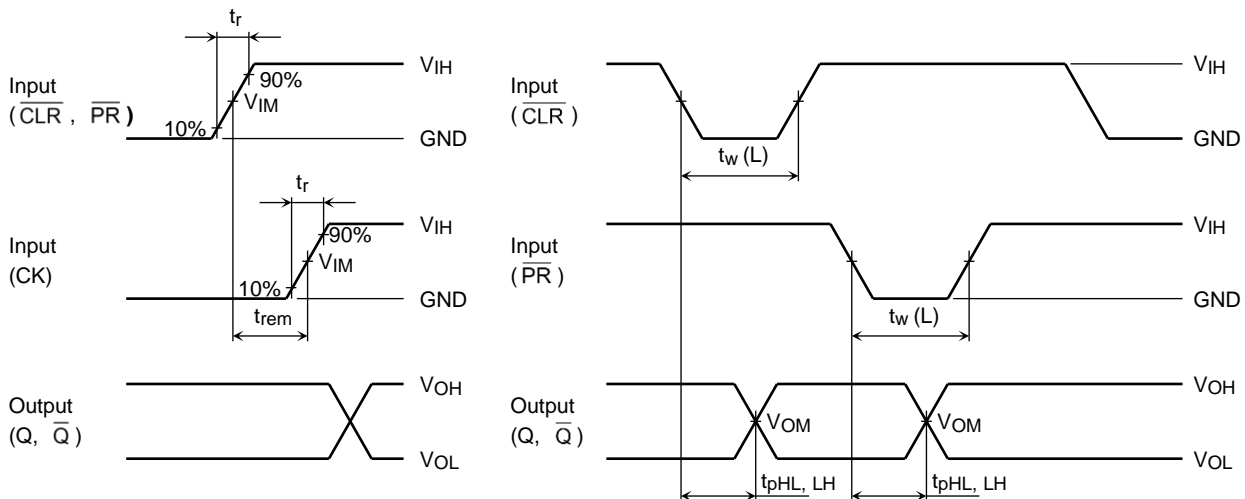 tr
Input
(CLR̅, PR̅)
90%
VIM
10%
VIH
GND
tr
Input
(CK)
90%
VIM
10%
trem
VIH
GND
Output
(Q, Q̅)
VOH
VOL
Input
(CLR̅)
tw (L)
VIH
GND
Input
(PR̅)
tw (L)
VIH
GND
Output
(Q, Q̅)
VOM
VOM
VOH
VOL
tpHL, LH
tpHL, LH